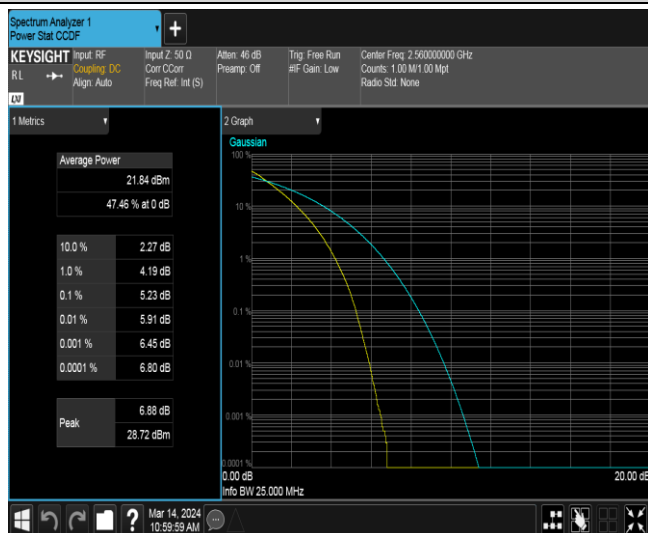 Spectrum Analyzer 1
Power Stat CCDF
KEYSIGHT
RL
LXI
Input: RF
Coupling: DC
Align: Auto
Input Z: 50 Ω
Corr CCorr
Freq Ref: Int (S)
Atten: 46 dB
Preamp: Off
Trig: Free Run
#IF Gain: Low
Center Freq: 2.560000000 GHz
Counts: 1.00 M/1.00 Mpt
Radio Std: None
1 Metrics
Average Power
21.84 dBm
47.46 % at 0 dB
10.0 % 2.27 dB
1.0 % 4.19 dB
0.1 % 5.23 dB
0.01 % 5.91 dB
0.001 % 6.45 dB
0.0001 % 6.80 dB
Peak 6.88 dB
28.72 dBm
2 Graph
Gaussian
100 %
10 %
1 %
0.1 %
0.01 %
0.001 %
0.0001 %
0.00 dB 20.00 dB
Info BW 25.000 MHz
?
Mar 14, 2024
10:59:59 AM